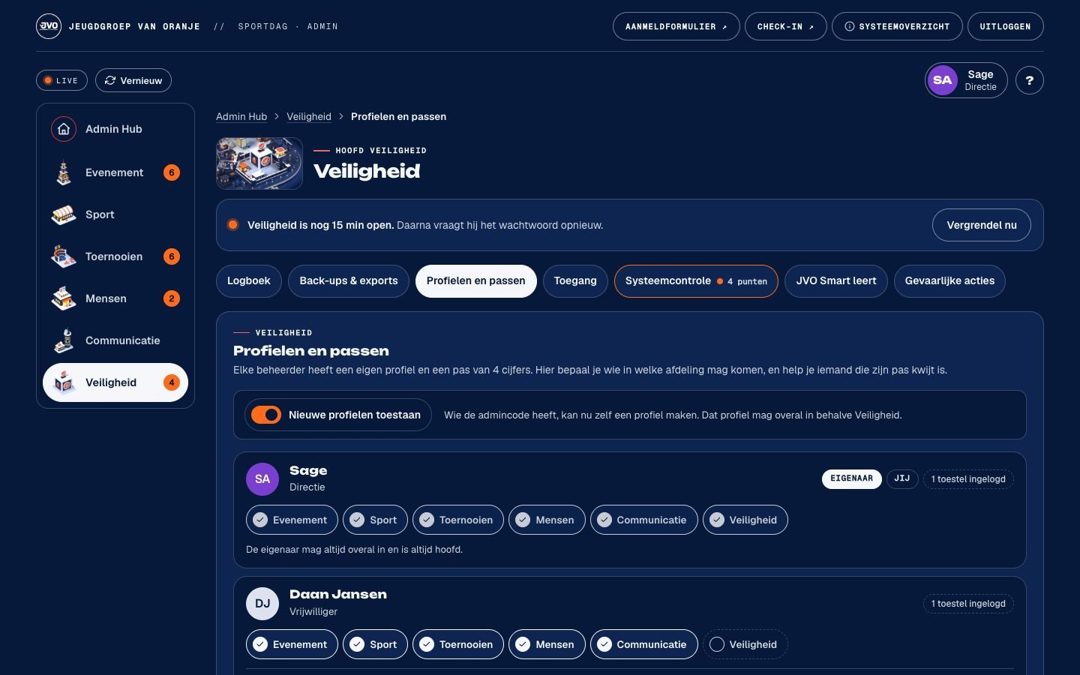 JVO JEUGDGROEP VAN ORANJE // SPORTDAG · ADMIN
AANMELDFORMULIER ↗ CHECK-IN ↗ SYSTEEMOVERZICHT UITLOGGEN
LIVE Vernieuw
SA Sage
Directie
?
Admin Hub
Evenement 6
Sport
Toernooien 6
Mensen 2
Communicatie
Veiligheid 4
Admin Hub > Veiligheid > Profielen en passen
HOOFD VEILIGHEID
Veiligheid
Veiligheid is nog 15 min open. Daarna vraagt hij het wachtwoord opnieuw.
Vergrendel nu
Logboek Back-ups & exports Profielen en passen Toegang Systeemcontrole 4 punten JVO Smart leert Gevaarlijke acties
VEILIGHEID
Profielen en passen
Elke beheerder heeft een eigen profiel en een pas van 4 cijfers. Hier bepaal je wie in welke afdeling mag komen, en help je iemand die zijn pas kwijt is.
Nieuwe profielen toestaan Wie de admincode heeft, kan nu zelf een profiel maken. Dat profiel mag overal in behalve Veiligheid.
SA Sage
Directie
EIGENAAR JIJ 1 toestel ingelogd
Evenement Sport Toernooien Mensen Communicatie Veiligheid
De eigenaar mag altijd overal in en is altijd hoofd.
DJ Daan Jansen
Vrijwilliger
1 toestel ingelogd
Evenement Sport Toernooien Mensen Communicatie Veiligheid